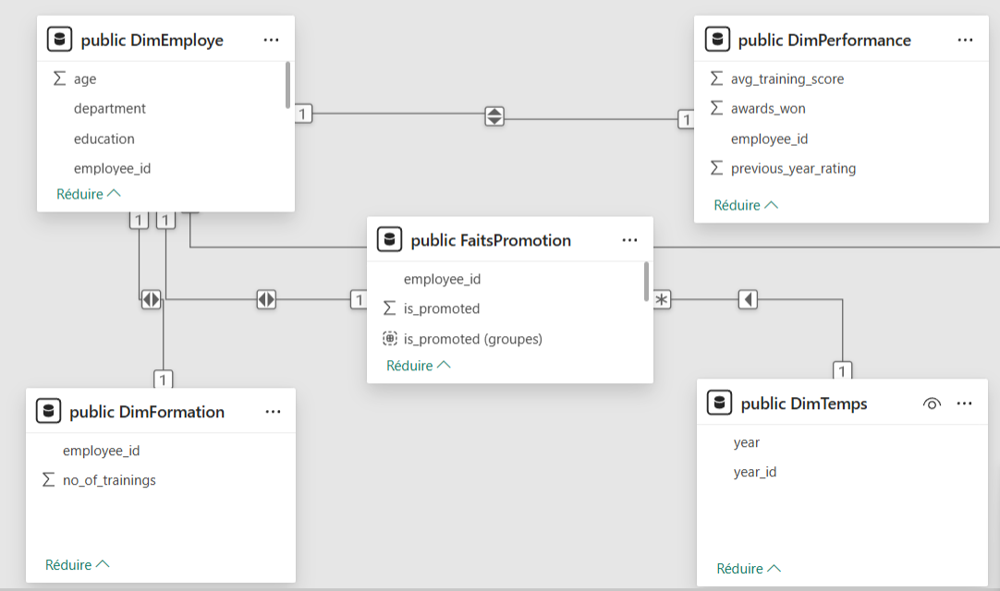 public DimEmploye
age
department
education
employee_id
Réduire
1
1
1
public DimPerformance
avg_training_score
awards_won
employee_id
previous_year_rating
Réduire
1
public FaitsPromotion
employee_id
is_promoted
is_promoted (groupes)
Réduire
1
*
public DimFormation
employee_id
no_of_trainings
Réduire
1
public DimTemps
year
year_id
Réduire
1